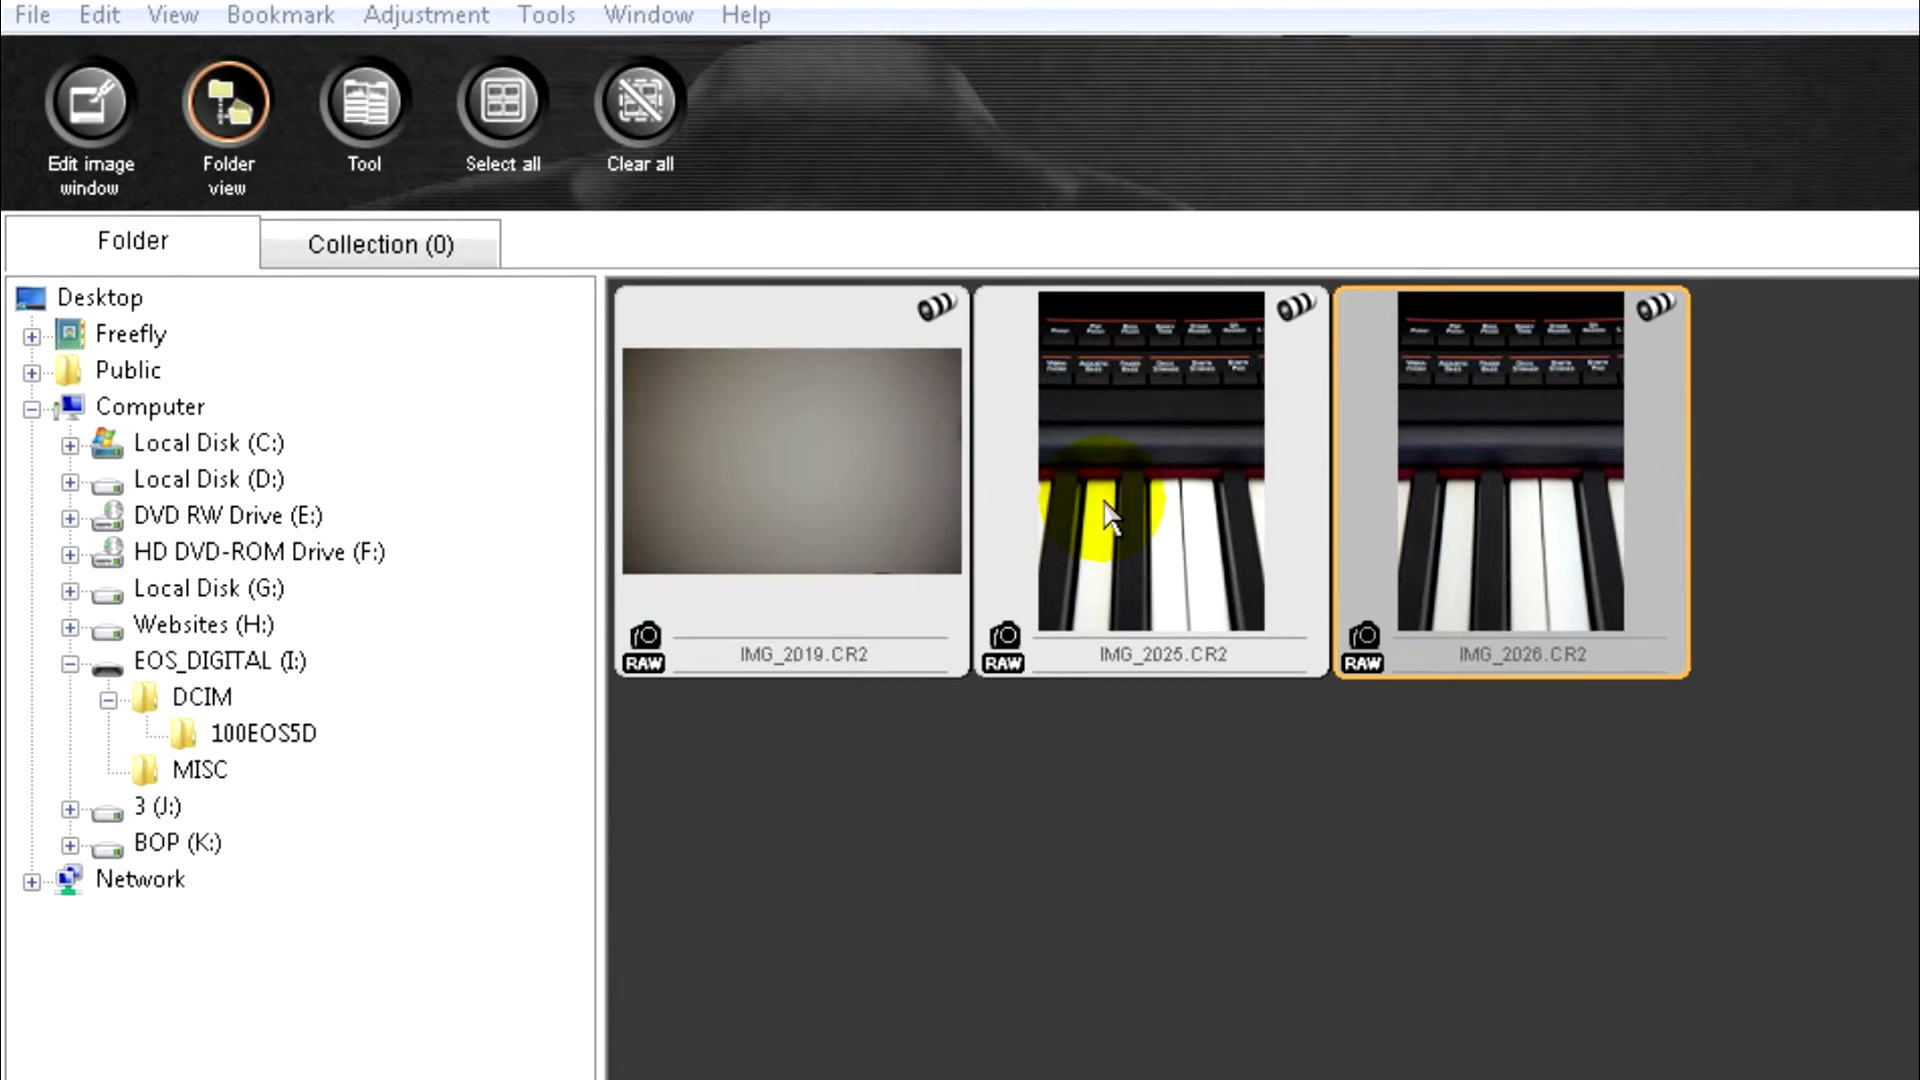 File Edit View Bookmark Adjustment Tools Window Help
Edit image window
Folder view
Tool
Select all
Clear all
Folder
Collection (0)
Desktop
Freefly
Public
Computer
Local Disk (C:)
Local Disk (D:)
DVD RW Drive (E:)
HD DVD-ROM Drive (F:)
Local Disk (G:)
Websites (H:)
EOS_DIGITAL (I:)
DCIM
100EOS5D
MISC
3 (J:)
BOP (K:)
Network
RAW
IMG_2019.CR2
RAW
IMG_2025.CR2
RAW
IMG_2026.CR2